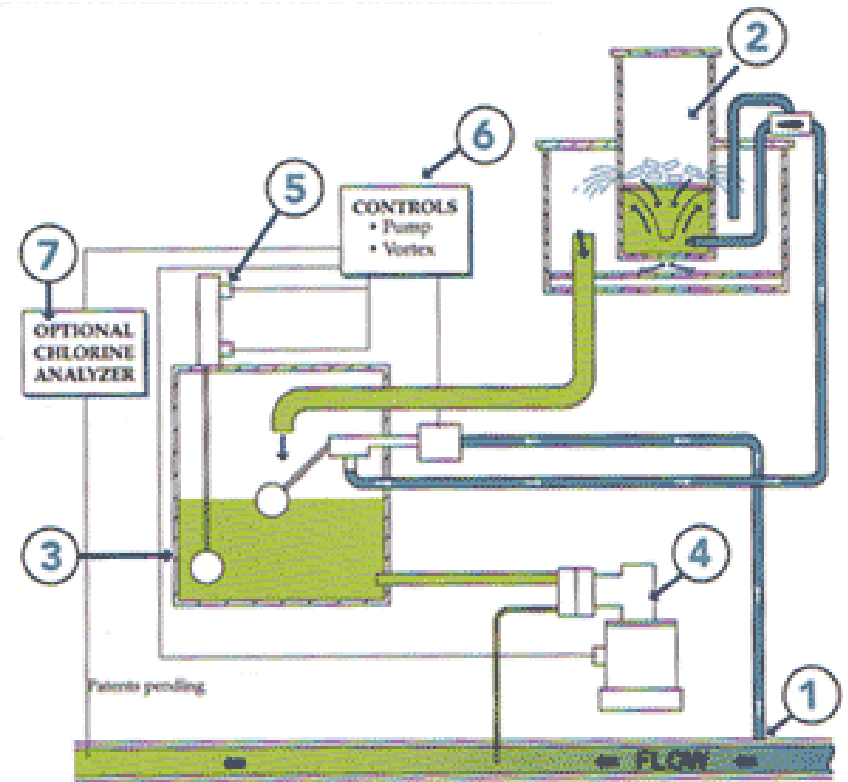 2
6
5
CONTROLS
• Pump
• Vortex
7
OPTIONAL
CHLORINE
ANALYZER
3
4
Patents pending
1
FLOW